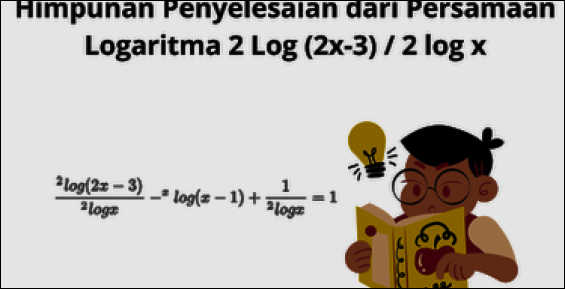 Himpunan Penyelesaian dari Persamaan
Logaritma 2 Log (2x-3) / 2 log x
²log(2x − 3) / ²logx −ˣ log(x − 1) + 1 / ²logx = 1